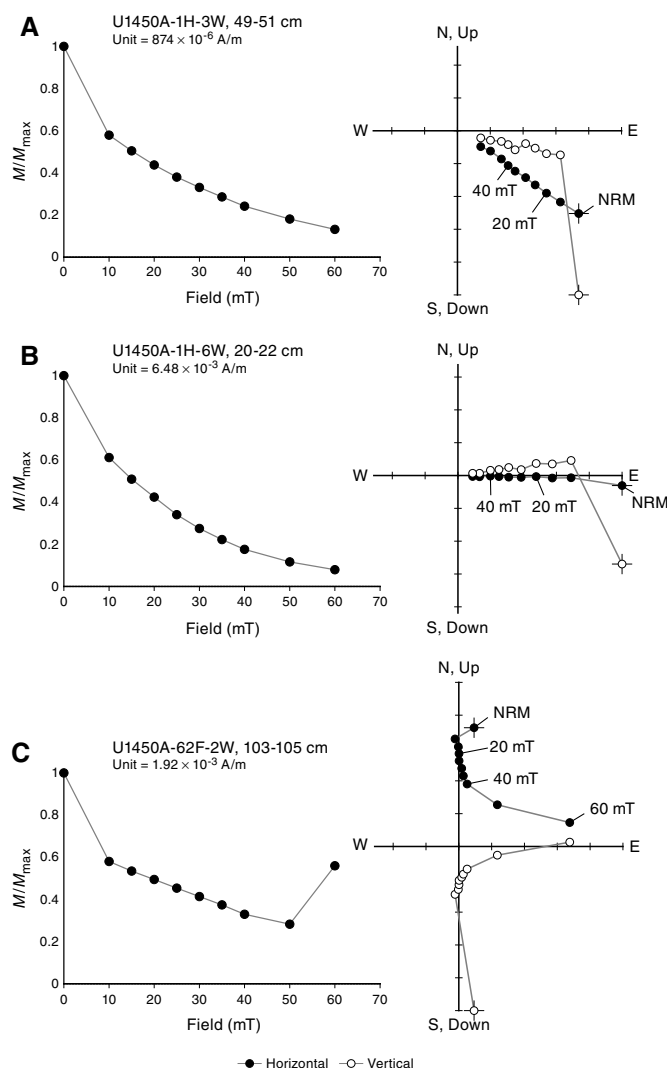 A
U1450A-1H-3W, 49-51 cm
Unit = 874 × 10⁻⁶ A/m
1
0.8
0.6
0.4
0.2
0
M/Mmax
0 10 20 30 40 50 60 70
Field (mT)
N, Up
W
E
40 mT
20 mT
NRM
S, Down
B
U1450A-1H-6W, 20-22 cm
Unit = 6.48 × 10⁻³ A/m
1
0.8
0.6
0.4
0.2
0
M/Mmax
0 10 20 30 40 50 60 70
Field (mT)
N, Up
W
E
40 mT
20 mT
NRM
S, Down
C
U1450A-62F-2W, 103-105 cm
Unit = 1.92 × 10⁻³ A/m
1
0.8
0.6
0.4
0.2
0
M/Mmax
0 10 20 30 40 50 60 70
Field (mT)
N, Up
NRM
20 mT
40 mT
60 mT
W
E
S, Down
Horizontal Vertical